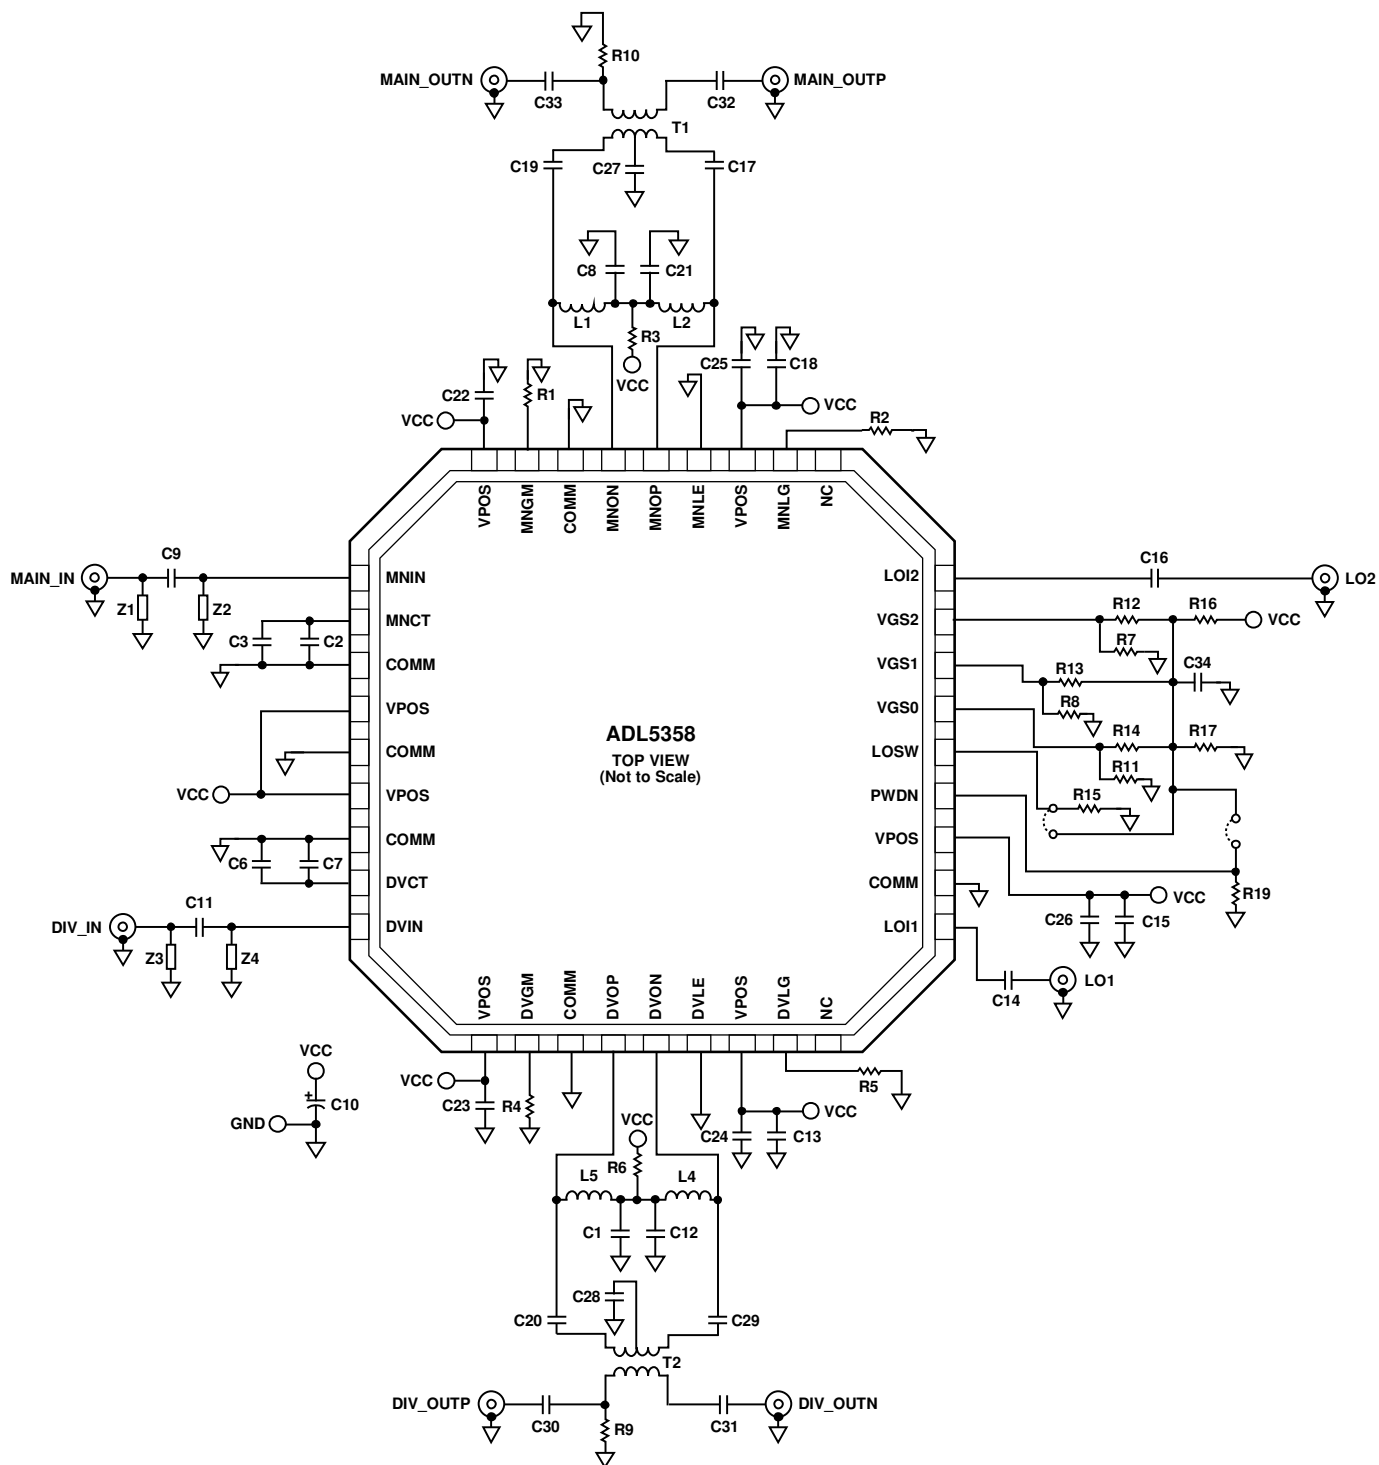 R10
MAIN_OUTN
MAIN_OUTP
C33
C32
T1
C19
C27
C17
C8
C21
L1
L2
R3
VCC
C25
C18
C22
R1
VCC
VCC
R2
VPOS
MNGM
COMM
MNON
MNOP
MNLE
VPOS
MNLG
NC
MAIN_IN
C9
Z1
Z2
MNIN
MNCT
C3
C2
COMM
VPOS
COMM
VCC
VPOS
COMM
C6
C7
DVCT
C11
DIV_IN
DVIN
Z3
Z4
ADL5358
TOP VIEW
(Not to Scale)
LOI2
C16
LO2
VGS2
R12
R16
VCC
R7
VGS1
R13
C34
R8
VGS0
R14
R17
LOSW
R11
PWDN
R15
VPOS
COMM
VCC
R19
C26
C15
LOI1
C14
LO1
VPOS
DVGM
COMM
DVOP
DVON
DVLE
VPOS
DVLG
NC
VCC
C10
GND
VCC
C23
R4
VCC
C24
C13
VCC
R5
R6
L5
L4
C1
C12
C28
C20
C29
T2
DIV_OUTP
DIV_OUTN
C30
R9
C31